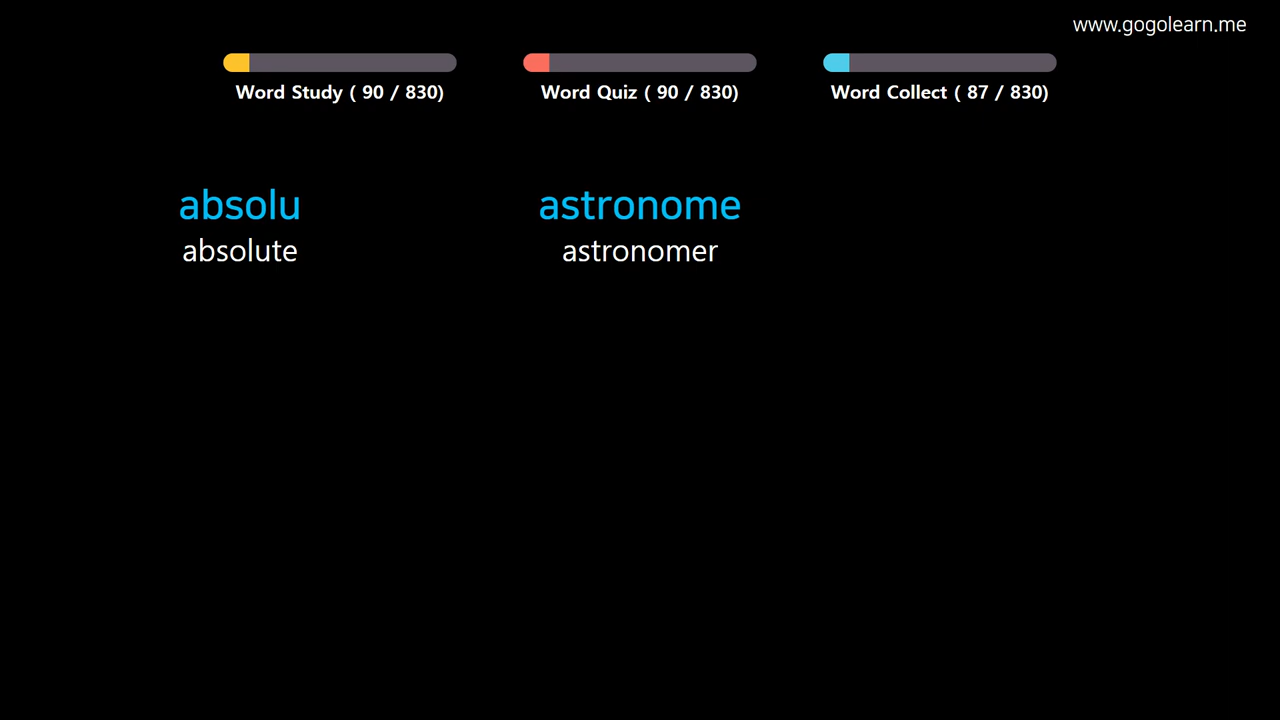 www.gogolearn.me
Word Study ( 90 / 830)
Word Quiz ( 90 / 830)
Word Collect ( 87 / 830)
absolu
absolute
astronome
astronomer